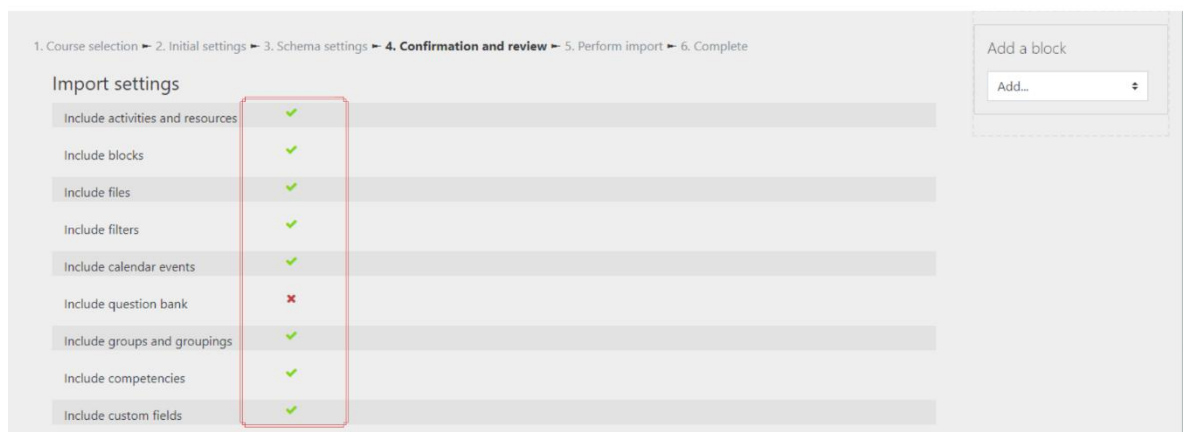 1. Course selection ► 2. Initial settings ► 3. Schema settings ► 4. Confirmation and review ► 5. Perform import ► 6. Complete
Import settings
Include activities and resources
Include blocks
Include files
Include filters
Include calendar events
Include question bank
Include groups and groupings
Include competencies
Include custom fields
Add a block
Add...